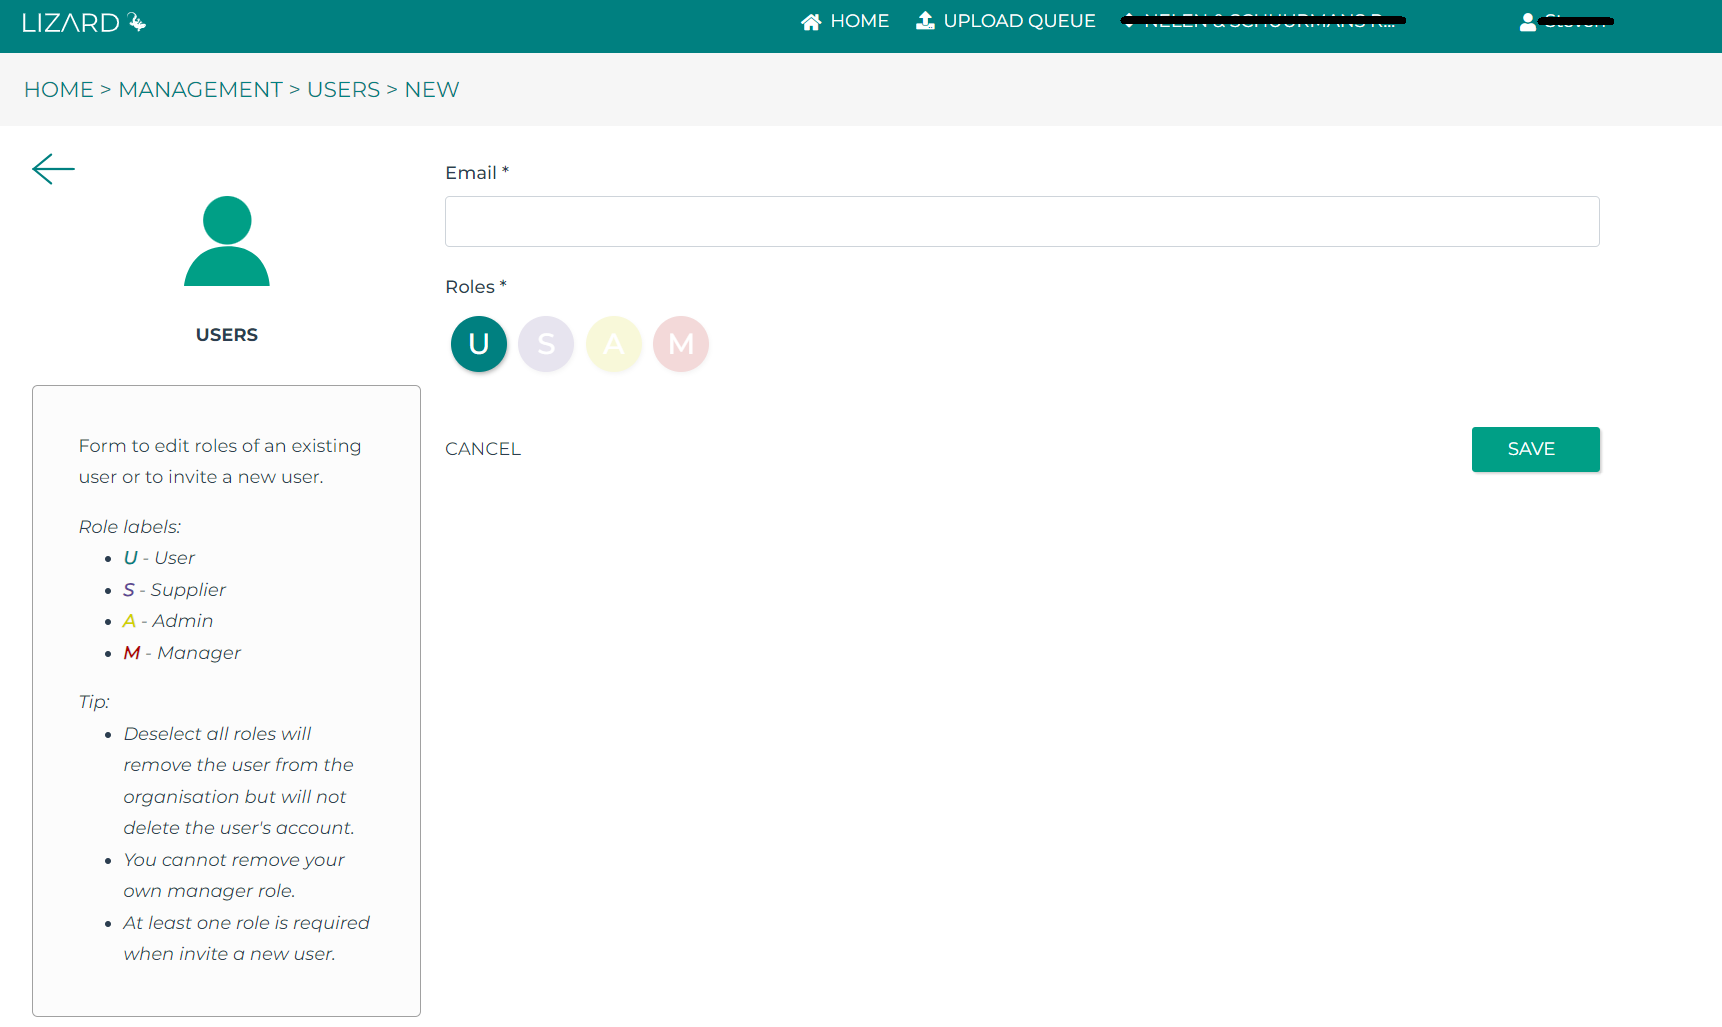 LIZARD
HOME
UPLOAD QUEUE
HOME > MANAGEMENT > USERS > NEW
Email *
Roles *
U S A M
USERS
CANCEL
SAVE
Form to edit roles of an existing
user or to invite a new user.
Role labels:
U - User
S - Supplier
A - Admin
M - Manager
Tip:
Deselect all roles will
remove the user from the
organisation but will not
delete the user's account.
You cannot remove your
own manager role.
At least one role is required
when invite a new user.